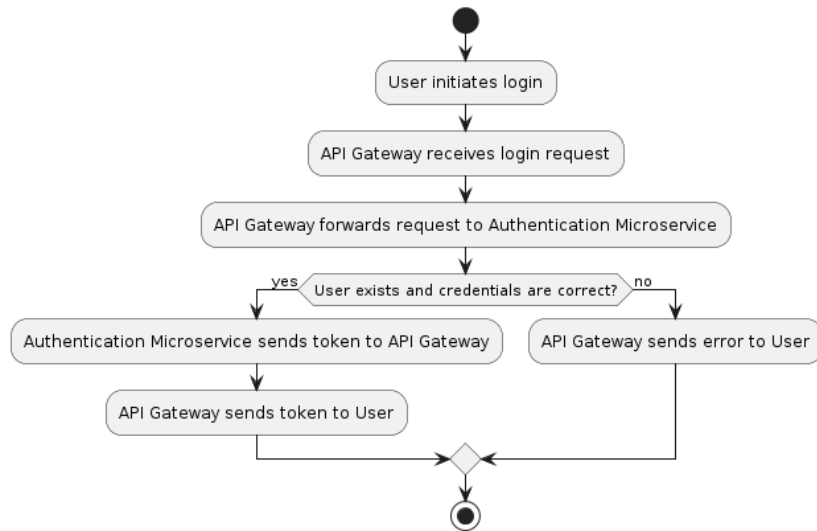 User initiates login
API Gateway receives login request
API Gateway forwards request to Authentication Microservice
yes
User exists and credentials are correct?
no
Authentication Microservice sends token to API Gateway
API Gateway sends error to User
API Gateway sends token to User